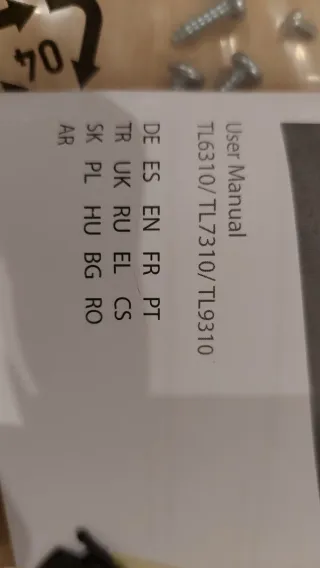 04
User Manual
TL6310/TL7310/TL9310
DE ES EN FR PT
TR UK RU EL CS
SK PL HU BG RO
AR